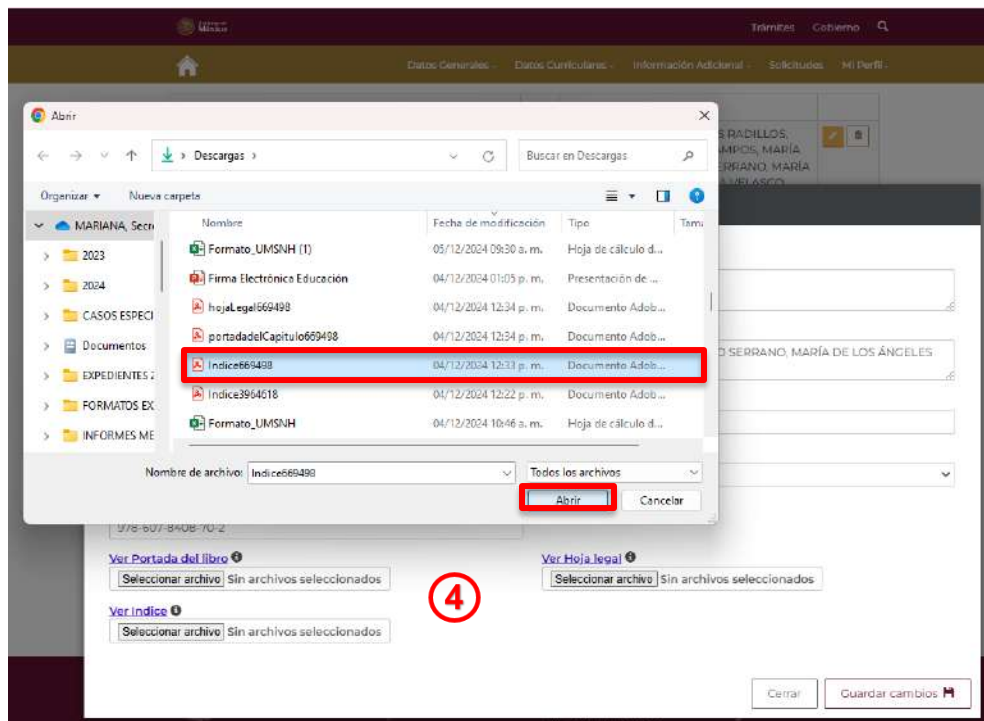 México
Trámites Gobierno
Datos Generales Datos Curriculares Información Adicional Solicitudes Mi Perfil
Abrir
S RADILLOS,
MPOS, MARÍA
ERRANO, MARÍA
VELASCO
Descargas
Buscar en Descargas
Organizar Nueva carpeta
MARIANA, Secre
2023
2024
CASOS ESPECI
Documentos
EXPEDIENTES 2
FORMATOS EX
INFORMES ME
Nombre Fecha de modificación Tipo Tama
Formato_UMSNH (1) 05/12/2024 09:30 a. m. Hoja de cálculo d...
Firma Electrónica Educación 04/12/2024 01:05 p. m. Presentación de ...
hojaLegal669498 04/12/2024 12:34 p. m. Documento Adob...
portadadelCapitulo669498 04/12/2024 12:34 p. m. Documento Adob...
Indice669498 04/12/2024 12:33 p. m. Documento Adob...
Indice3964618 04/12/2024 12:22 p. m. Documento Adob...
Formato_UMSNH 04/12/2024 10:46 a. m. Hoja de cálculo d...
O SERRANO, MARÍA DE LOS ÁNGELES
Nombre de archivo: Indice669498 Todos los archivos
Abrir Cancelar
978-607-8408-70-2
Ver Portada del libro
Seleccionar archivo Sin archivos seleccionados
Ver Hoja legal
Seleccionar archivo Sin archivos seleccionados
4
Ver Indice
Seleccionar archivo Sin archivos seleccionados
Cerrar Guardar cambios